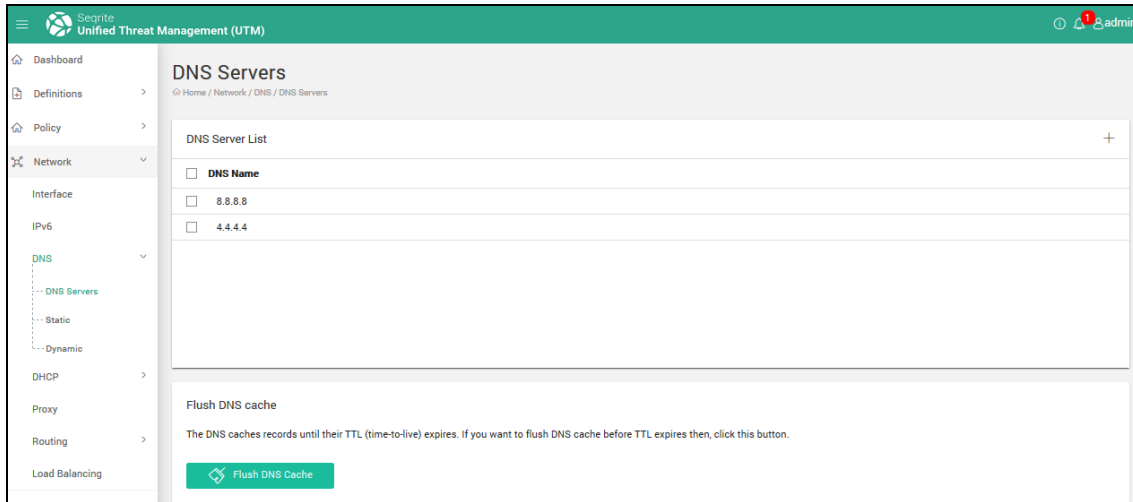 Seqrite
Unified Threat Management (UTM)
1
admin
Dashboard
Definitions
Policy
Network
Interface
IPv6
DNS
DNS Servers
Static
Dynamic
DHCP
Proxy
Routing
Load Balancing
DNS Servers
Home / Network / DNS / DNS Servers
DNS Server List
DNS Name
8.8.8.8
4.4.4.4
Flush DNS cache
The DNS caches records until their TTL (time-to-live) expires. If you want to flush DNS cache before TTL expires then, click this button.
Flush DNS Cache